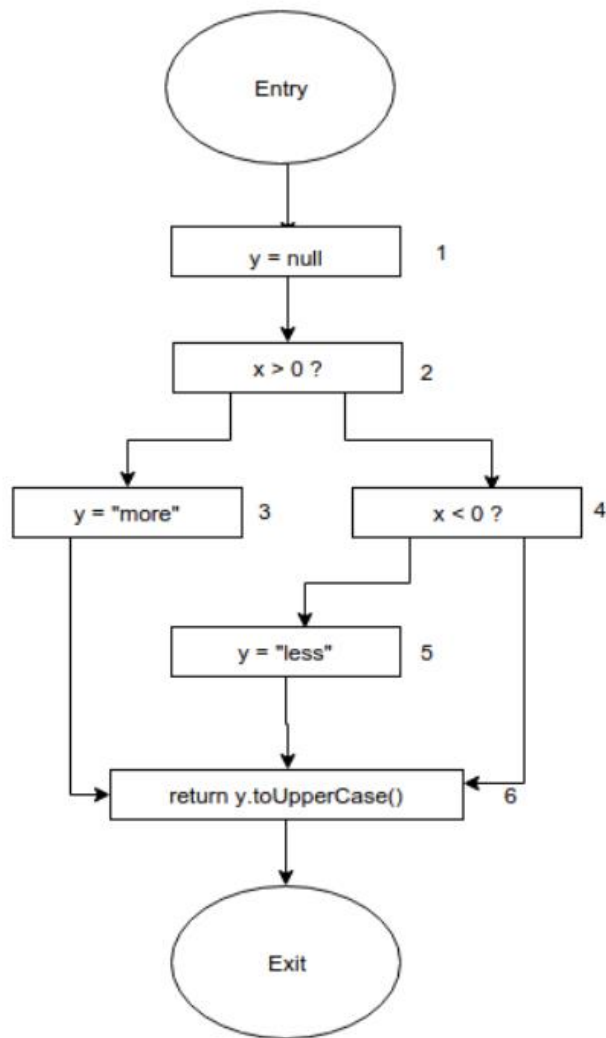 Entry
y = null
1
x > 0 ?
2
y = "more"
3
x < 0 ?
4
y = "less"
5
return y.toUpperCase()
6
Exit